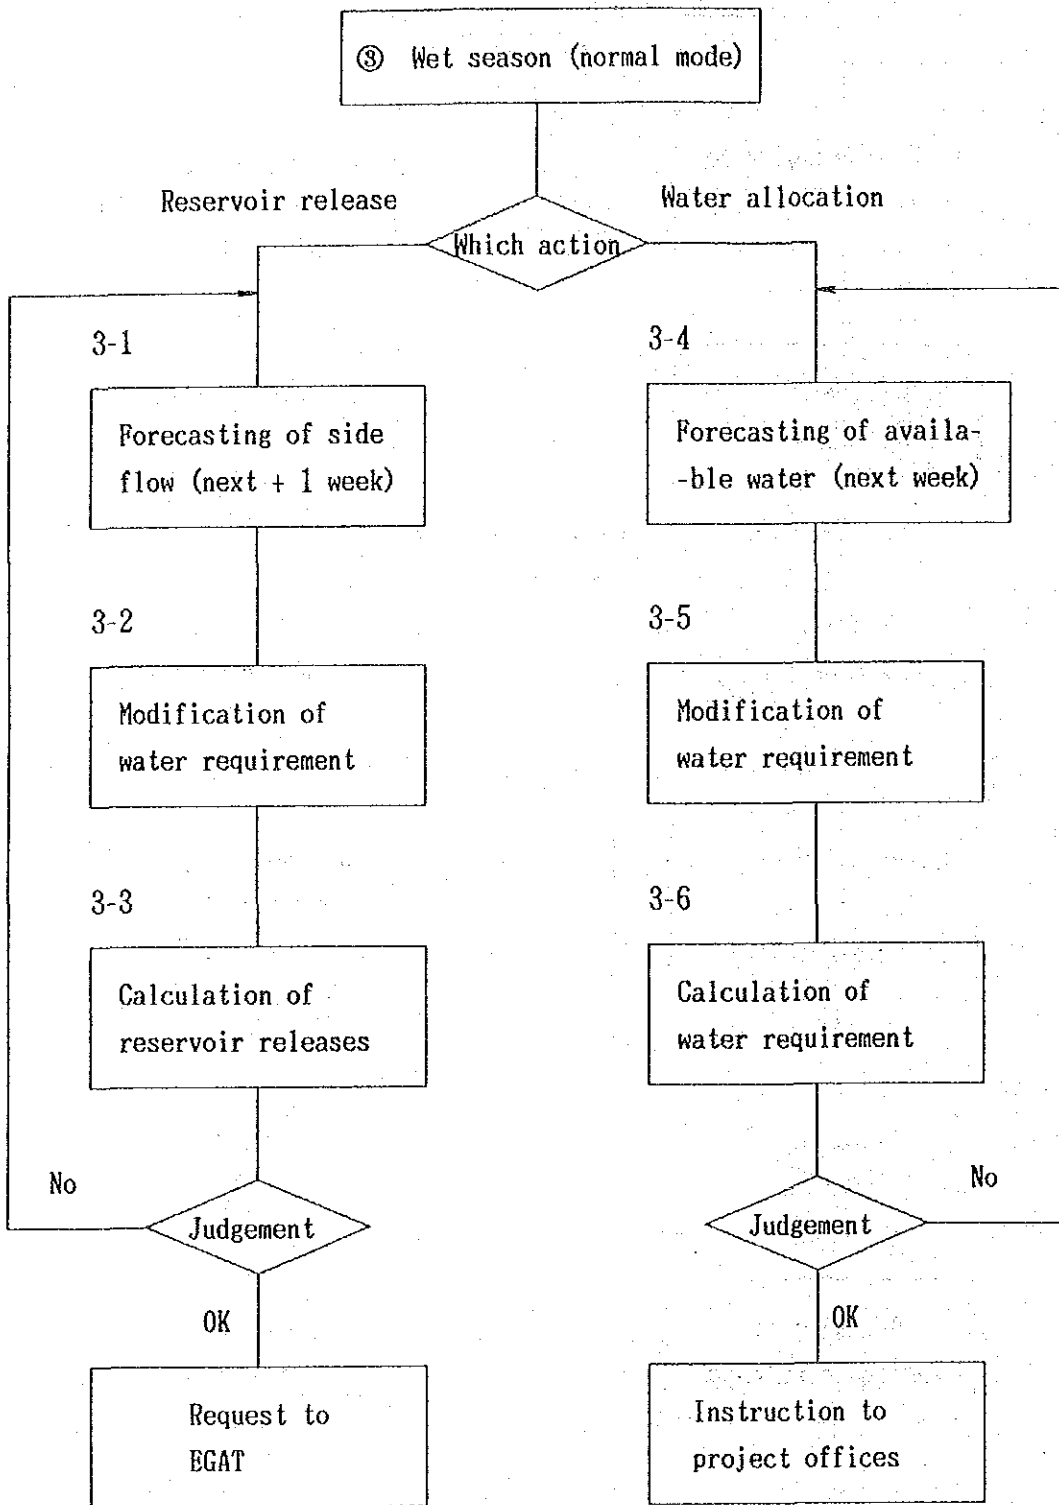 ③ Wet season (normal mode)
Reservoir release
Water allocation
Which action
3-1
Forecasting of side
flow (next + 1 week)
3-2
Modification of
water requirement
3-3
Calculation of
reservoir releases
No
Judgement
OK
Request to
EGAT
3-4
Forecasting of availa-
-ble water (next week)
3-5
Modification of
water requirement
3-6
Calculation of
water requirement
No
Judgement
OK
Instruction to
project offices